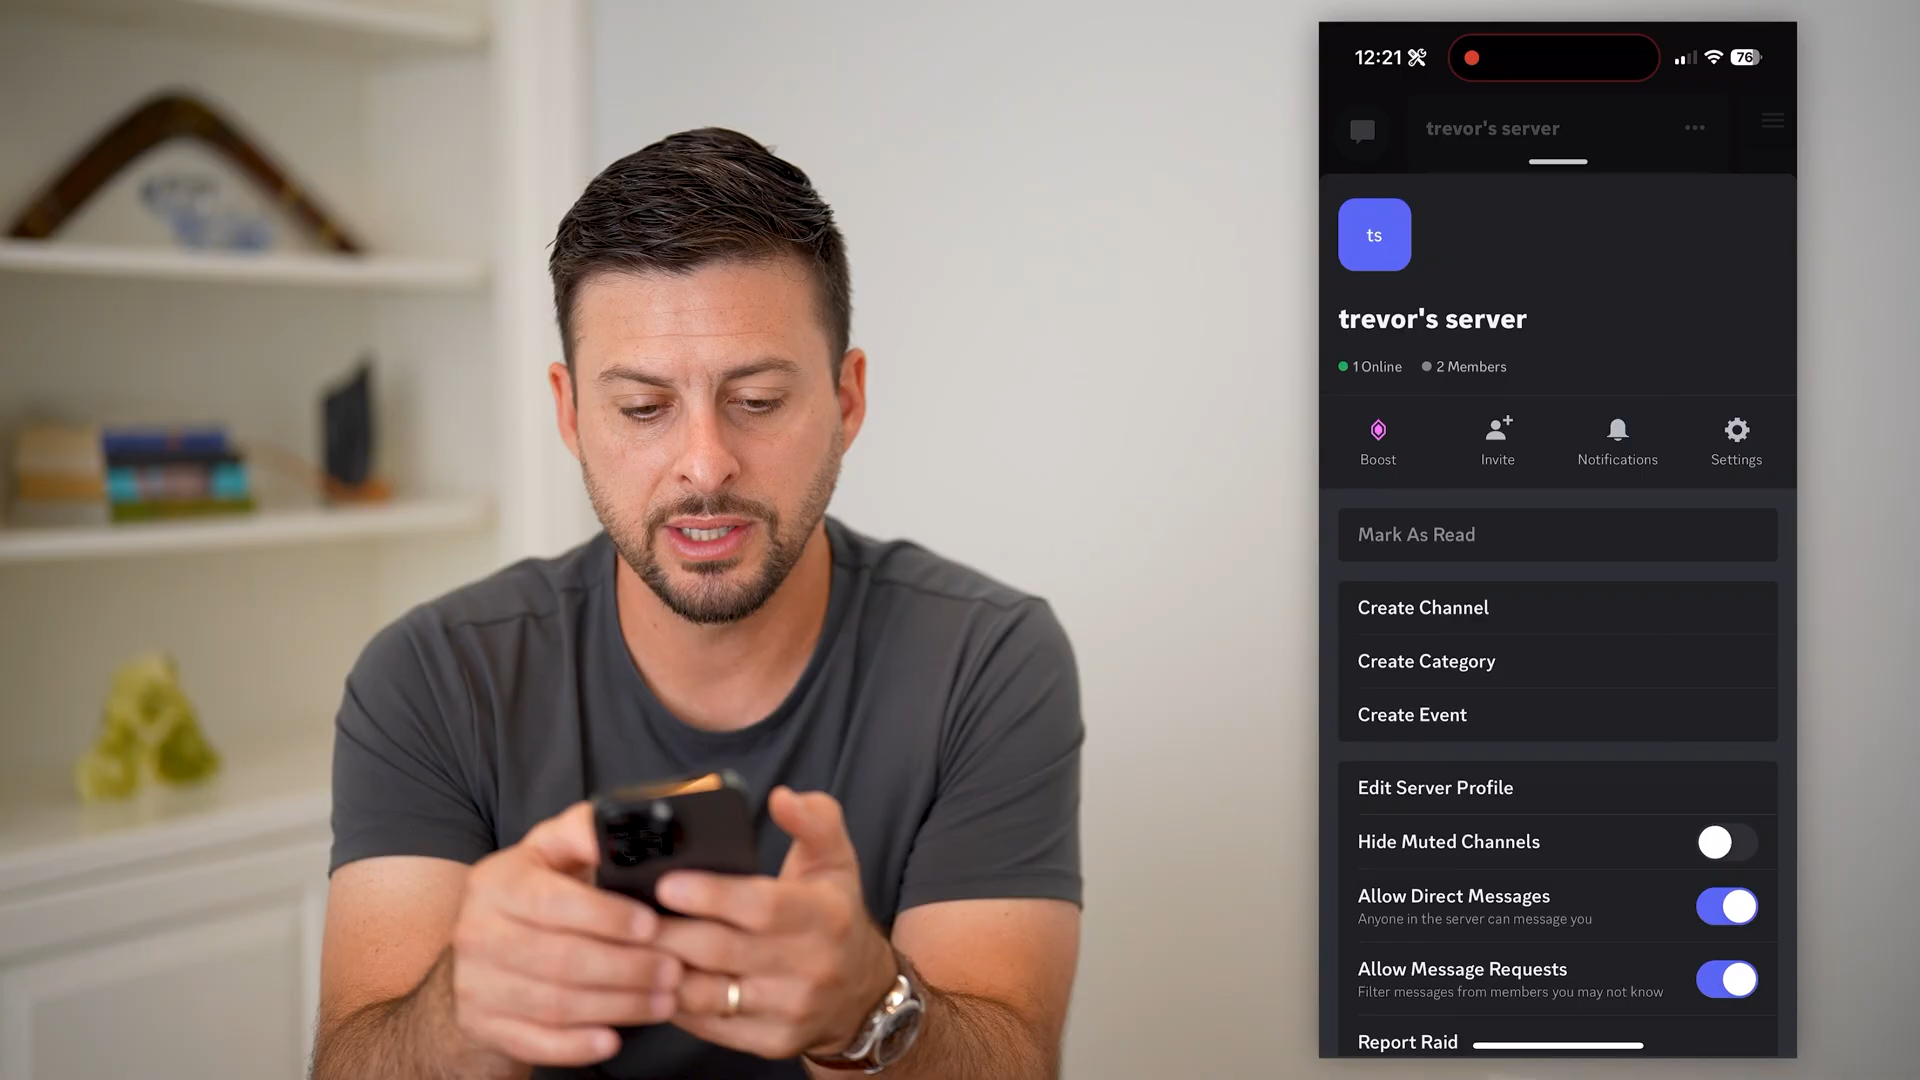 12:21
76
trevor's server
ts
trevor's server
1 Online 2 Members
Boost Invite Notifications Settings
Mark As Read
Create Channel
Create Category
Create Event
Edit Server Profile
Hide Muted Channels
Allow Direct Messages
Anyone in the server can message you
Allow Message Requests
Filter messages from members you may not know
Report Raid